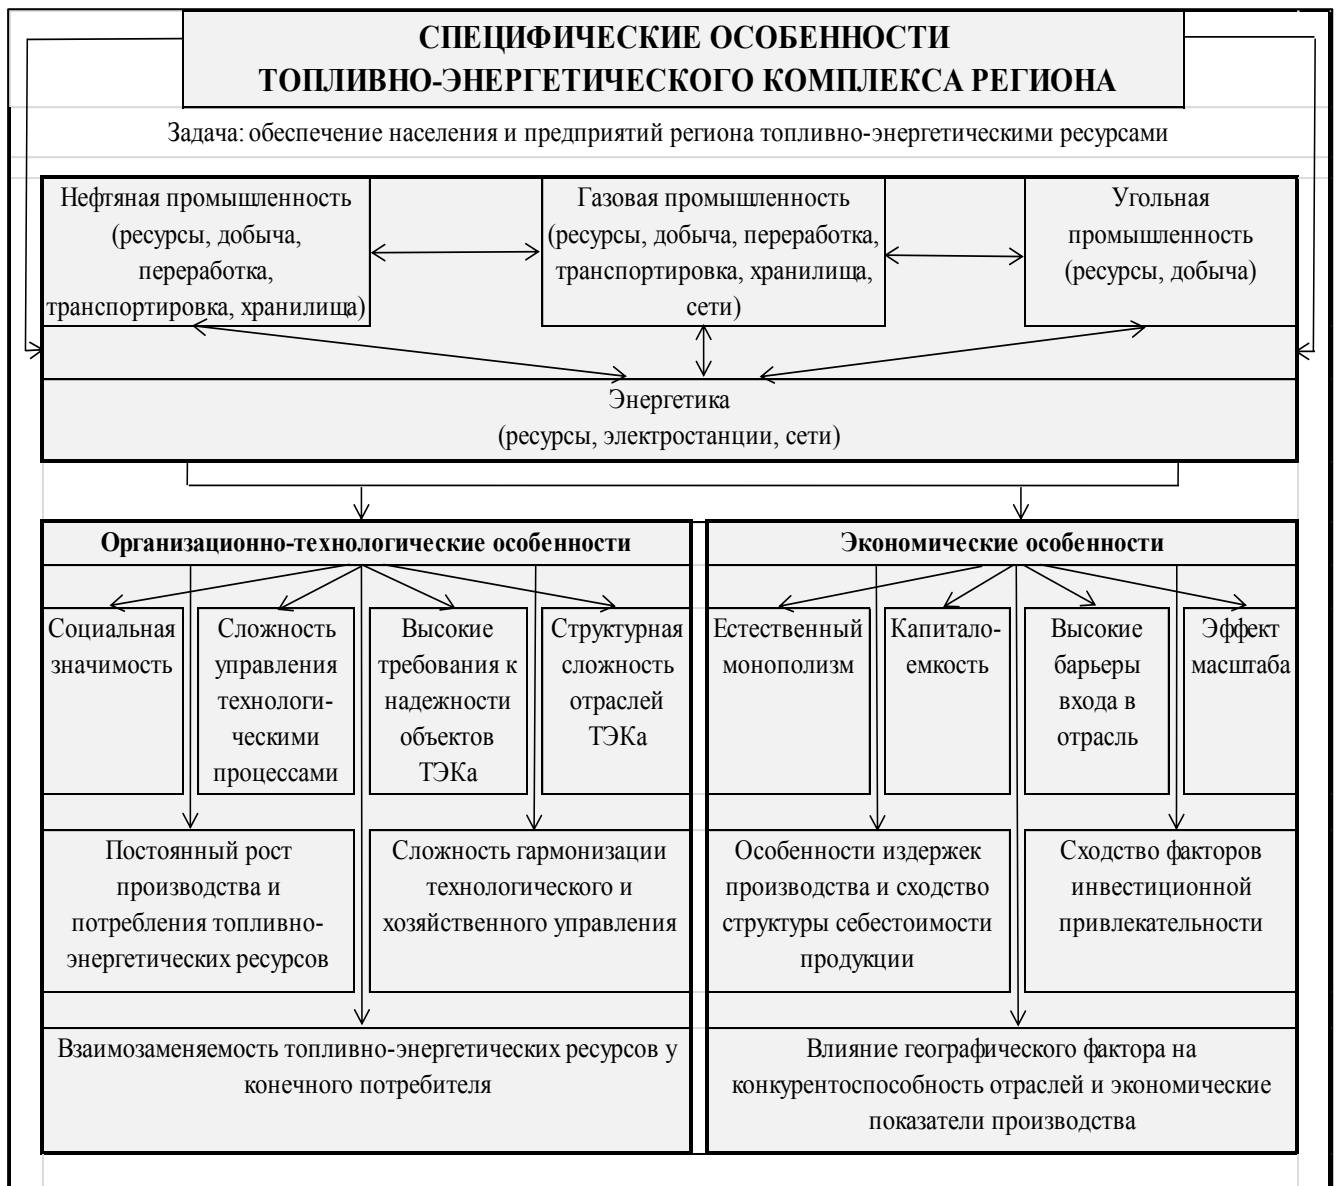 СПЕЦИФИЧЕСКИЕ ОСОБЕННОСТИ
ТОПЛИВНО-ЭНЕРГЕТИЧЕСКОГО КОМПЛЕКСА РЕГИОНА
Задача: обеспечение населения и предприятий региона топливно-энергетическими ресурсами
Нефтяная промышленность
(ресурсы, добыча,
переработка,
транспортировка, хранилища)
Газовая промышленность
(ресурсы, добыча, переработка,
транспортировка, хранилища,
сети)
Угольная
промышленность
(ресурсы, добыча)
Энергетика
(ресурсы, электростанции, сети)
Организационно-технологические особенности
Социальная
значимость
Сложность
управления
технологи-
ческими
процессами
Высокие
требования к
надежности
объектов
ТЭКа
Структурная
сложность
отраслей
ТЭКа
Постоянный рост
производства и
потребления топливно-
энергетических ресурсов
Сложность гармонизации
технологического и
хозяйственного управления
Взаимозаменяемость топливно-энергетических ресурсов у
конечного потребителя
Экономические особенности
Естественный
монополизм
Капитало-
емкость
Высокие
барьеры
входа в
отрасль
Эффект
масштаба
Особенности издержек
производства и сходство
структуры себестоимости
продукции
Сходство факторов
инвестиционной
привлекательности
Влияние географического фактора на
конкурентоспособность отраслей и экономические
показатели производства